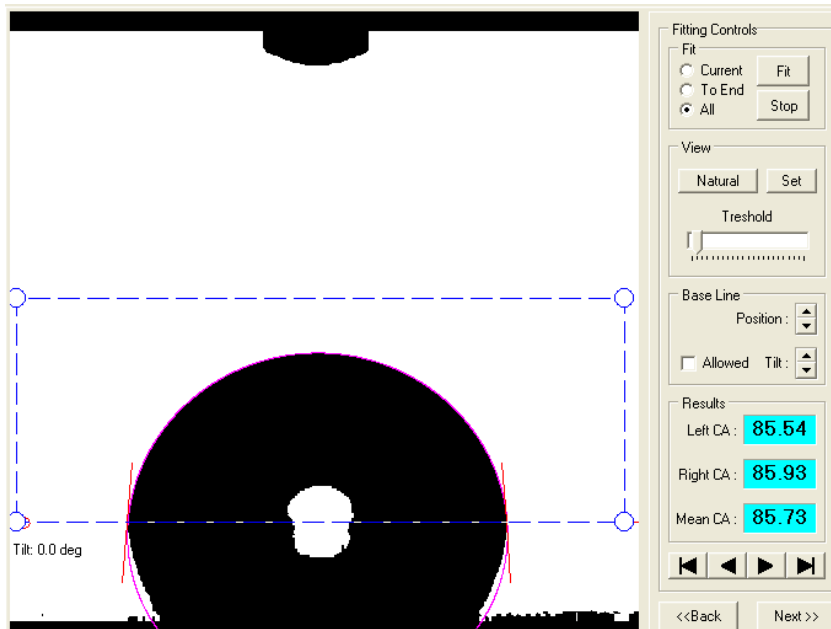 Fitting Controls
Fit
Current
To End
All
Fit
Stop
View
Natural
Set
Treshold
Base Line
Position :
Allowed
Tilt :
Results
Left CA : 85.54
Right CA : 85.93
Mean CA : 85.73
<<Back
Next >>
Tilt: 0.0 deg